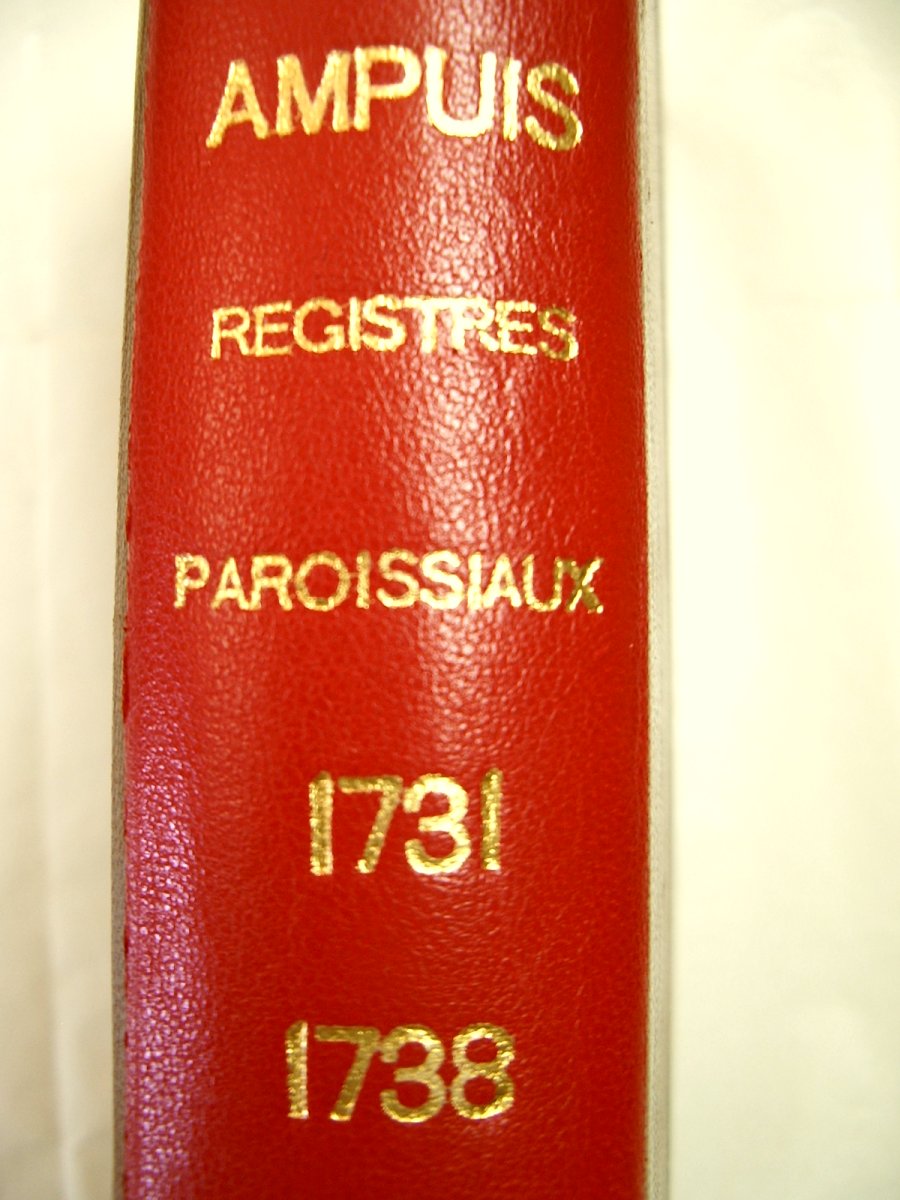 AMPUIS
REGISTRES
PAROISSIAUX
1731
1738